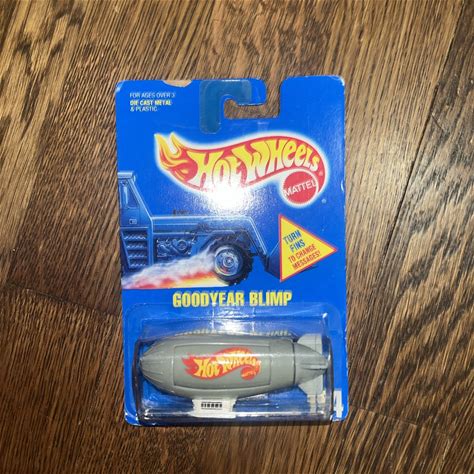 FOR AGES OVER 3
DIE CAST METAL
& PLASTIC
HOT WHEELS
MATTEL
TURN
FINS
TO CHANGE
MESSAGES!
GOODYEAR BLIMP
HOT WHEELS